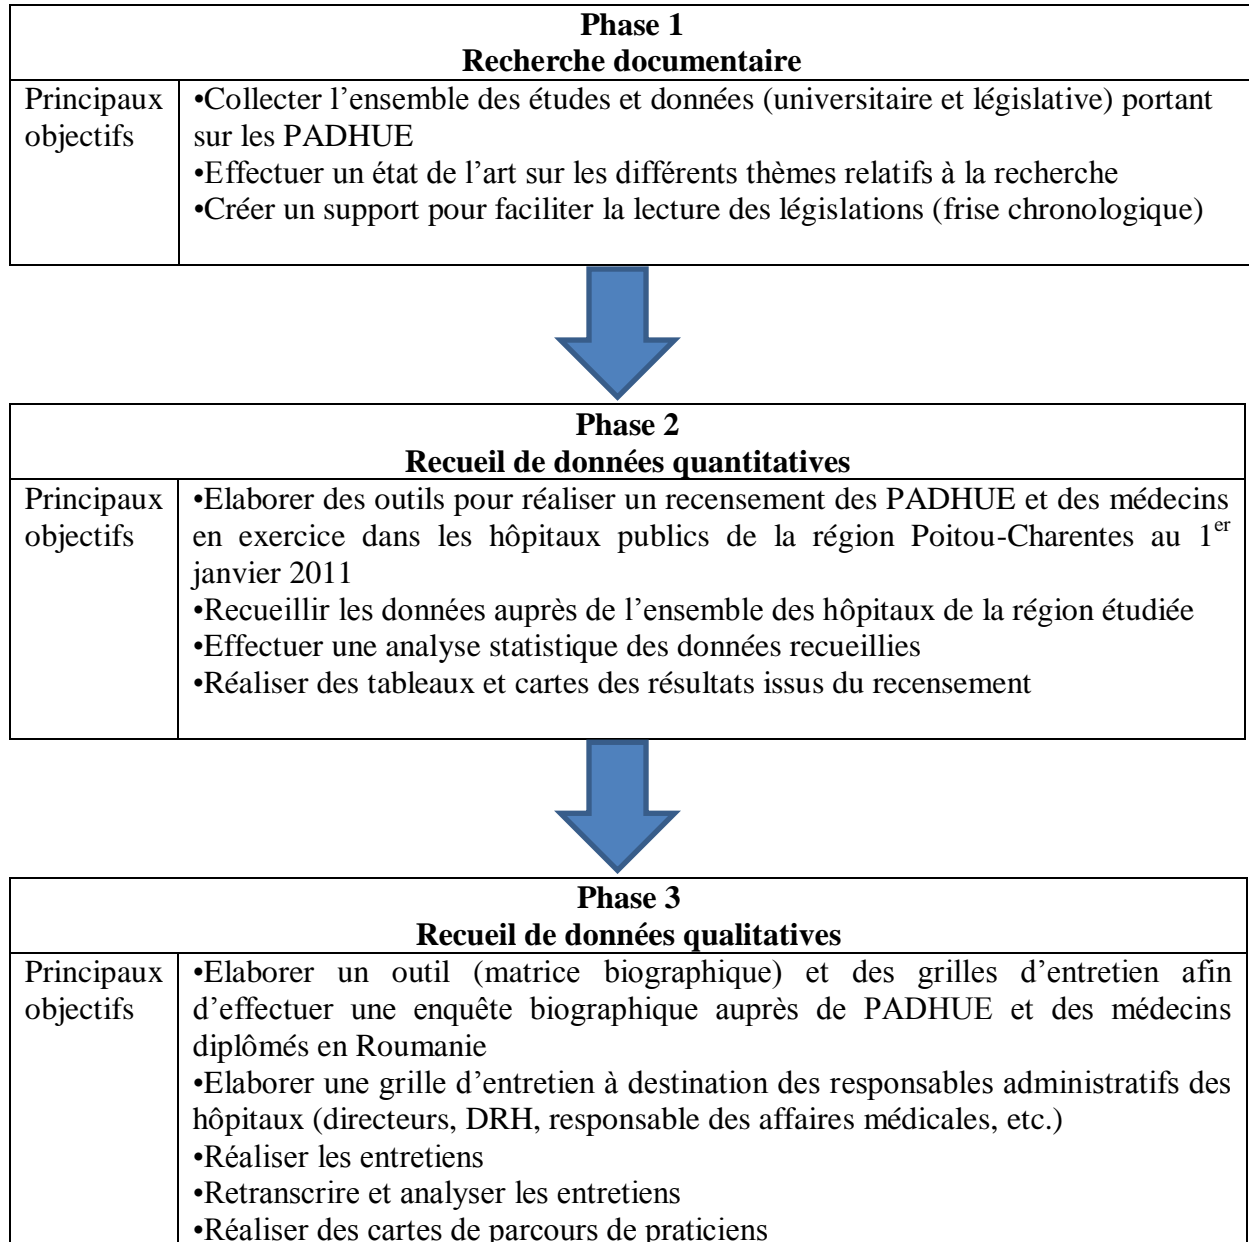 Phase 1
Recherche documentaire
Principaux objectifs
•Collecter l’ensemble des études et données (universitaire et législative) portant
sur les PADHUE
•Effectuer un état de l’art sur les différents thèmes relatifs à la recherche
•Créer un support pour faciliter la lecture des législations (frise chronologique)
Phase 2
Recueil de données quantitatives
Principaux objectifs
•Elaborer des outils pour réaliser un recensement des PADHUE et des médecins
en exercice dans les hôpitaux publics de la région Poitou-Charentes au 1er
janvier 2011
•Recueillir les données auprès de l’ensemble des hôpitaux de la région étudiée
•Effectuer une analyse statistique des données recueillies
•Réaliser des tableaux et cartes des résultats issus du recensement
Phase 3
Recueil de données qualitatives
Principaux objectifs
•Elaborer un outil (matrice biographique) et des grilles d’entretien afin
d’effectuer une enquête biographique auprès de PADHUE et des médecins
diplômés en Roumanie
•Elaborer une grille d’entretien à destination des responsables administratifs des
hôpitaux (directeurs, DRH, responsable des affaires médicales, etc.)
•Réaliser les entretiens
•Retranscrire et analyser les entretiens
•Réaliser des cartes de parcours de praticiens